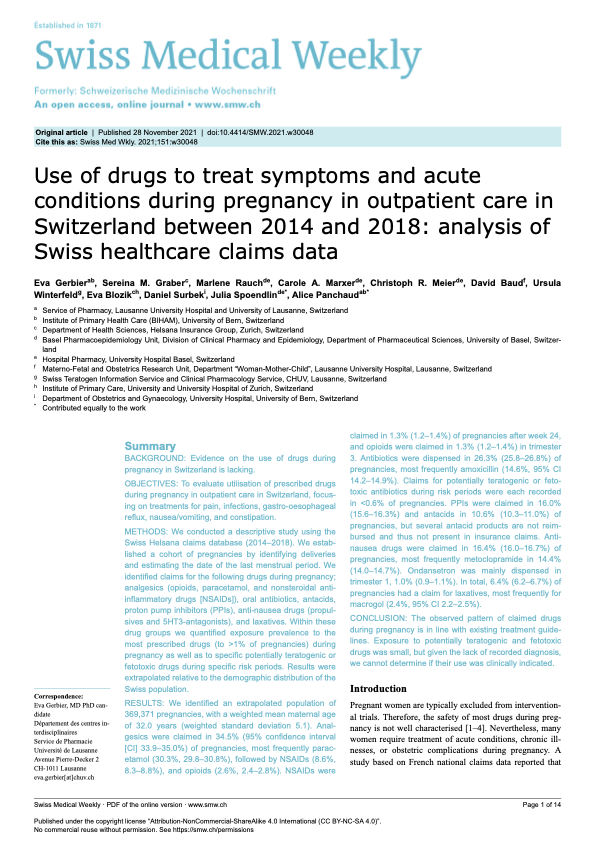 Established in 1871
Swiss Medical Weekly
Formerly: Schweizerische Medizinische Wochenschrift
An open access, online journal • www.smw.ch
Original article | Published 28 November 2021 | doi:10.4414/SMW.2021.w30048
Cite this as: Swiss Med Wkly. 2021;151:w30048
Use of drugs to treat symptoms and acute
conditions during pregnancy in outpatient care in
Switzerland between 2014 and 2018: analysis of
Swiss healthcare claims data
Eva Gerbier^ab, Sereina M. Graber^c, Marlene Rauch^de, Carole A. Marxer^de, Christoph R. Meier^de, David Baud^f, Ursula
Winterfeld^g, Eva Blozik^ch, Daniel Surbek^i, Julia Spoendlin^de*, Alice Panchaud^ab*
a Service of Pharmacy, Lausanne University Hospital and University of Lausanne, Switzerland
b Institute of Primary Health Care (BIHAM), University of Bern, Switzerland
c Department of Health Sciences, Helsana Insurance Group, Zurich, Switzerland
d Basel Pharmacoepidemiology Unit, Division of Clinical Pharmacy and Epidemiology, Department of Pharmaceutical Sciences, University of Basel, Switzer-
land
e Hospital Pharmacy, University Hospital Basel, Switzerland
f Materno-Fetal and Obstetrics Research Unit, Department “Woman-Mother-Child”, Lausanne University Hospital, Lausanne, Switzerland
g Swiss Teratogen Information Service and Clinical Pharmacology Service, CHUV, Lausanne, Switzerland
h Institute of Primary Care, University and University Hospital of Zurich, Switzerland
i Department of Obstetrics and Gynaecology, University Hospital, University of Bern, Switzerland
* Contributed equally to the work
Summary
BACKGROUND: Evidence on the use of drugs during
pregnancy in Switzerland is lacking.
OBJECTIVES: To evaluate utilisation of prescribed drugs
during pregnancy in outpatient care in Switzerland, focus-
ing on treatments for pain, infections, gastro-oesophageal
reflux, nausea/vomiting, and constipation.
METHODS: We conducted a descriptive study using the
Swiss Helsana claims database (2014–2018). We estab-
lished a cohort of pregnancies by identifying deliveries
and estimating the date of the last menstrual period. We
identified claims for the following drugs during pregnancy;
analgesics (opioids, paracetamol, and nonsteroidal anti-
inflammatory drugs [NSAIDs]), oral antibiotics, antacids,
proton pump inhibitors (PPIs), anti-nausea drugs (propul-
sives and 5HT3-antagonists), and laxatives. Within these
drug groups we quantified exposure prevalence to the
most prescribed drugs (to >1% of pregnancies) during
pregnancy as well as to specific potentially teratogenic or
fetotoxic drugs during specific risk periods. Results were
extrapolated relative to the demographic distribution of the
Swiss population.
RESULTS: We identified an extrapolated population of
369,371 pregnancies, with a weighted mean maternal age
of 32.0 years (weighted standard deviation 5.1). Anal-
gesics were claimed in 34.5% (95% confidence interval
[CI] 33.9–35.0%) of pregnancies, most frequently parac-
etamol (30.3%, 29.8–30.8%), followed by NSAIDs (8.6%,
8.3–8.8%), and opioids (2.6%, 2.4–2.8%). NSAIDs were
claimed in 1.3% (1.2–1.4%) of pregnancies after week 24,
and opioids were claimed in 1.3% (1.2–1.4%) in trimester
3. Antibiotics were dispensed in 26.3% (25.8–26.8%) of
pregnancies, most frequently amoxicillin (14.6%, 95% CI
14.2–14.9%). Claims for potentially teratogenic or feto-
toxic antibiotics during risk periods were each recorded
in <0.6% of pregnancies. PPIs were claimed in 16.0%
(15.6–16.3%) and antacids in 10.6% (10.3–11.0%) of
pregnancies, but several antacid products are not reim-
bursed and thus not present in insurance claims. Anti-
nausea drugs were claimed in 16.4% (16.0–16.7%) of
pregnancies, most frequently metoclopramide in 14.4%
(14.0–14.7%). Ondansetron was mainly dispensed in
trimester 1, 1.0% (0.9–1.1%). In total, 6.4% (6.2–6.7%) of
pregnancies had a claim for laxatives, most frequently for
macrogol (2.4%, 95% CI 2.2–2.5%).
CONCLUSION: The observed pattern of claimed drugs
during pregnancy is in line with existing treatment guide-
lines. Exposure to potentially teratogenic and fetotoxic
drugs was small, but given the lack of recorded diagnosis,
we cannot determine if their use was clinically indicated.
Introduction
Pregnant women are typically excluded from intervention-
al trials. Therefore, the safety of most drugs during preg-
nancy is not well characterised [1–4]. Nevertheless, many
women require treatment of acute conditions, chronic ill-
nesses, or obstetric complications during pregnancy. A
study based on French national claims data reported that
Correspondence:
Eva Gerbier, MD PhD can-
didate
Département des centres in-
terdisciplinaires
Service de Pharmacie
Université de Lausanne
Avenue Pierre-Decker 2
CH-1011 Lausanne
eva.gerbier[at]chuv.ch
Swiss Medical Weekly · PDF of the online version · www.smw.ch
Page 1 of 14
Published under the copyright license “Attribution-NonCommercial-ShareAlike 4.0 International (CC BY-NC-SA 4.0)”.
No commercial reuse without permission. See https://smw.ch/permissions